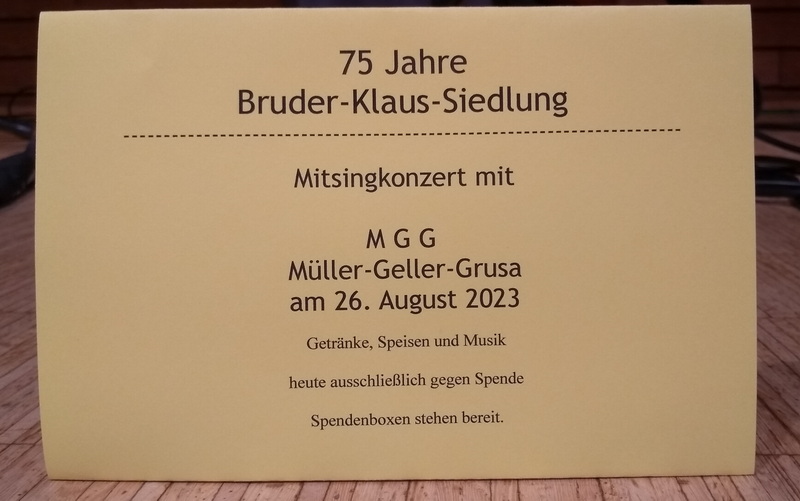 75 Jahre
Bruder-Klaus-Siedlung
Mitsingkonzert mit
M G G
Müller-Geller-Grusa
am 26. August 2023
Getränke, Speisen und Musik
heute ausschließlich gegen Spende
Spendenboxen stehen bereit.